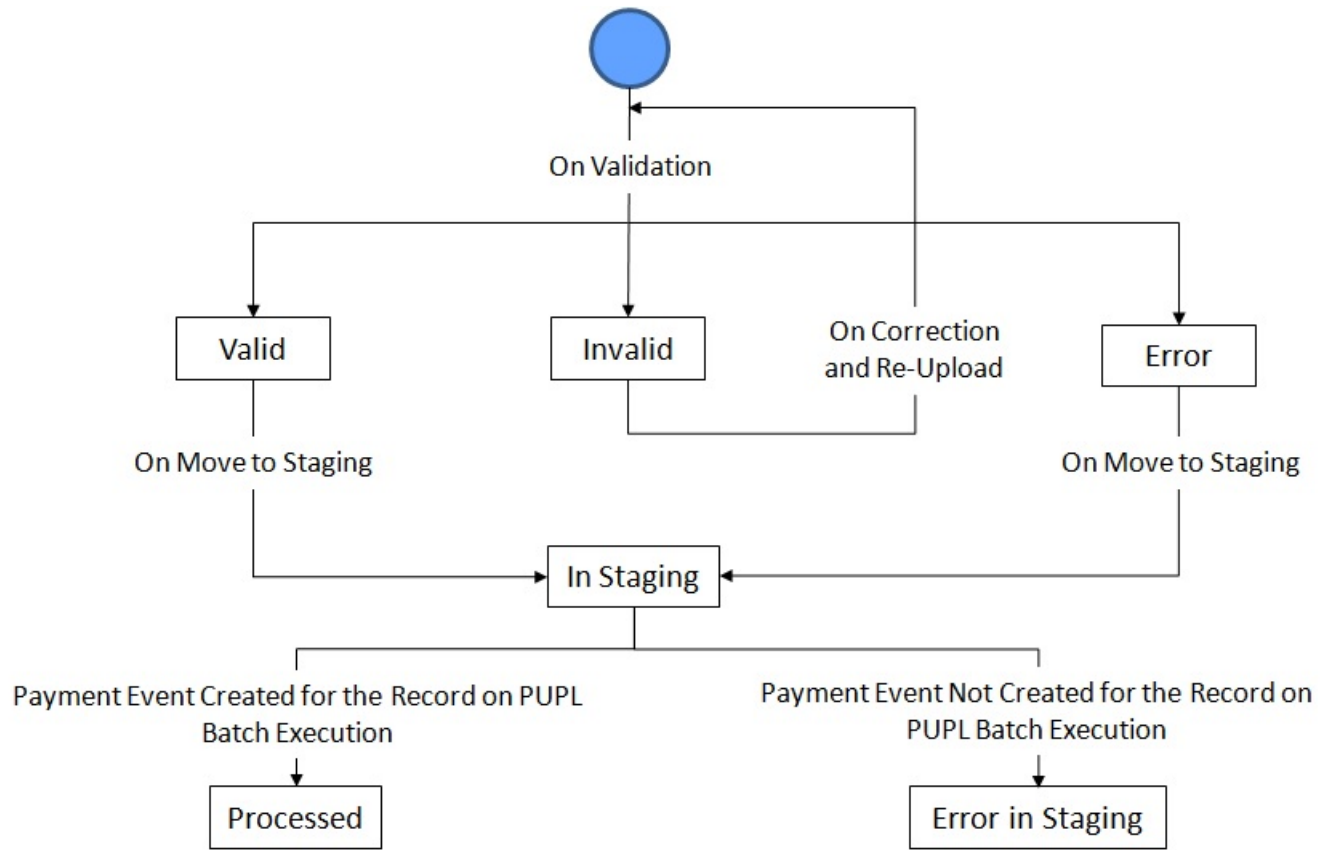 On Validation
Valid
Invalid
On Correction
and Re-Upload
Error
On Move to Staging
On Move to Staging
In Staging
Payment Event Created for the Record on PUPL
Batch Execution
Payment Event Not Created for the Record on
PUPL Batch Execution
Processed
Error in Staging